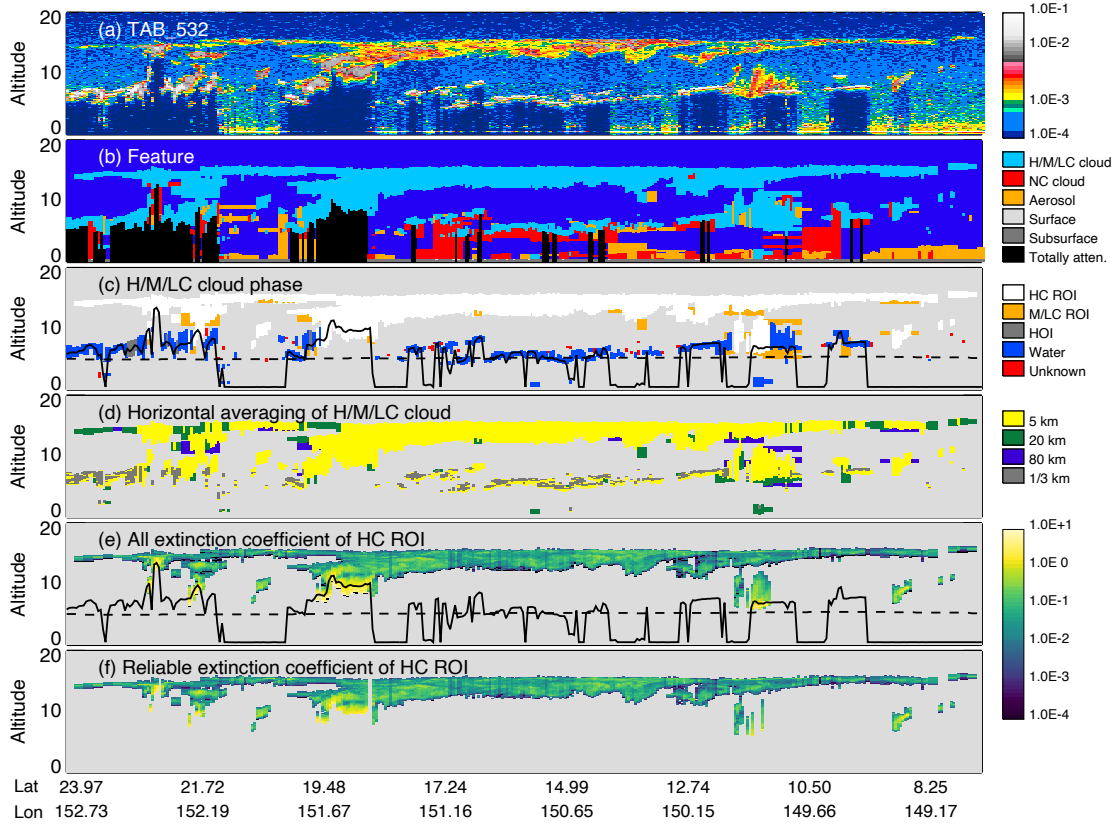 (a) TAB_532
20
10
0
Altitude
1.0E-1
1.0E-2
1.0E-3
1.0E-4
(b) Feature
20
10
0
Altitude
H/M/LC cloud
NC cloud
Aerosol
Surface
Subsurface
Totally atten.
(c) H/M/LC cloud phase
20
10
0
Altitude
HC ROI
M/LC ROI
HOI
Water
Unknown
(d) Horizontal averaging of H/M/LC cloud
20
10
0
Altitude
5 km
20 km
80 km
1/3 km
(e) All extinction coefficient of HC ROI
20
10
0
Altitude
1.0E+1
1.0E 0
1.0E-1
1.0E-2
1.0E-3
1.0E-4
(f) Reliable extinction coefficient of HC ROI
20
10
0
Altitude
Lat 23.97 21.72 19.48 17.24 14.99 12.74 10.50 8.25
Lon 152.73 152.19 151.67 151.16 150.65 150.15 149.66 149.17